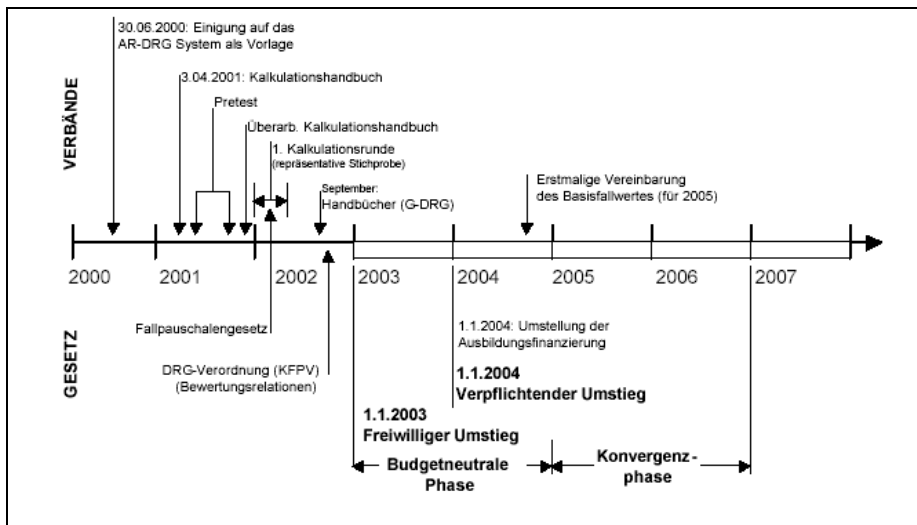 30.06.2000: Einigung auf das
AR-DRG System als Vorlage
3.04.2001: Kalkulationshandbuch
Pretest
Überarb. Kalkulationshandbuch
1. Kalkulationsrunde
(repräsentative Stichprobe)
September:
Handbücher (G-DRG)
Erstmalige Vereinbarung
des Basisfallwertes (für 2005)
VERBÄNDE
2000 2001 2002 2003 2004 2005 2006 2007
GESETZ
Fallpauschalengesetz
DRG-Verordnung (KFPV)
(Bewertungsrelationen)
1.1.2004: Umstellung der
Ausbildungsfinanzierung
1.1.2004
Verpflichtender Umstieg
1.1.2003
Freiwilliger Umstieg
Budgetneutrale
Phase
Konvergenz-
phase